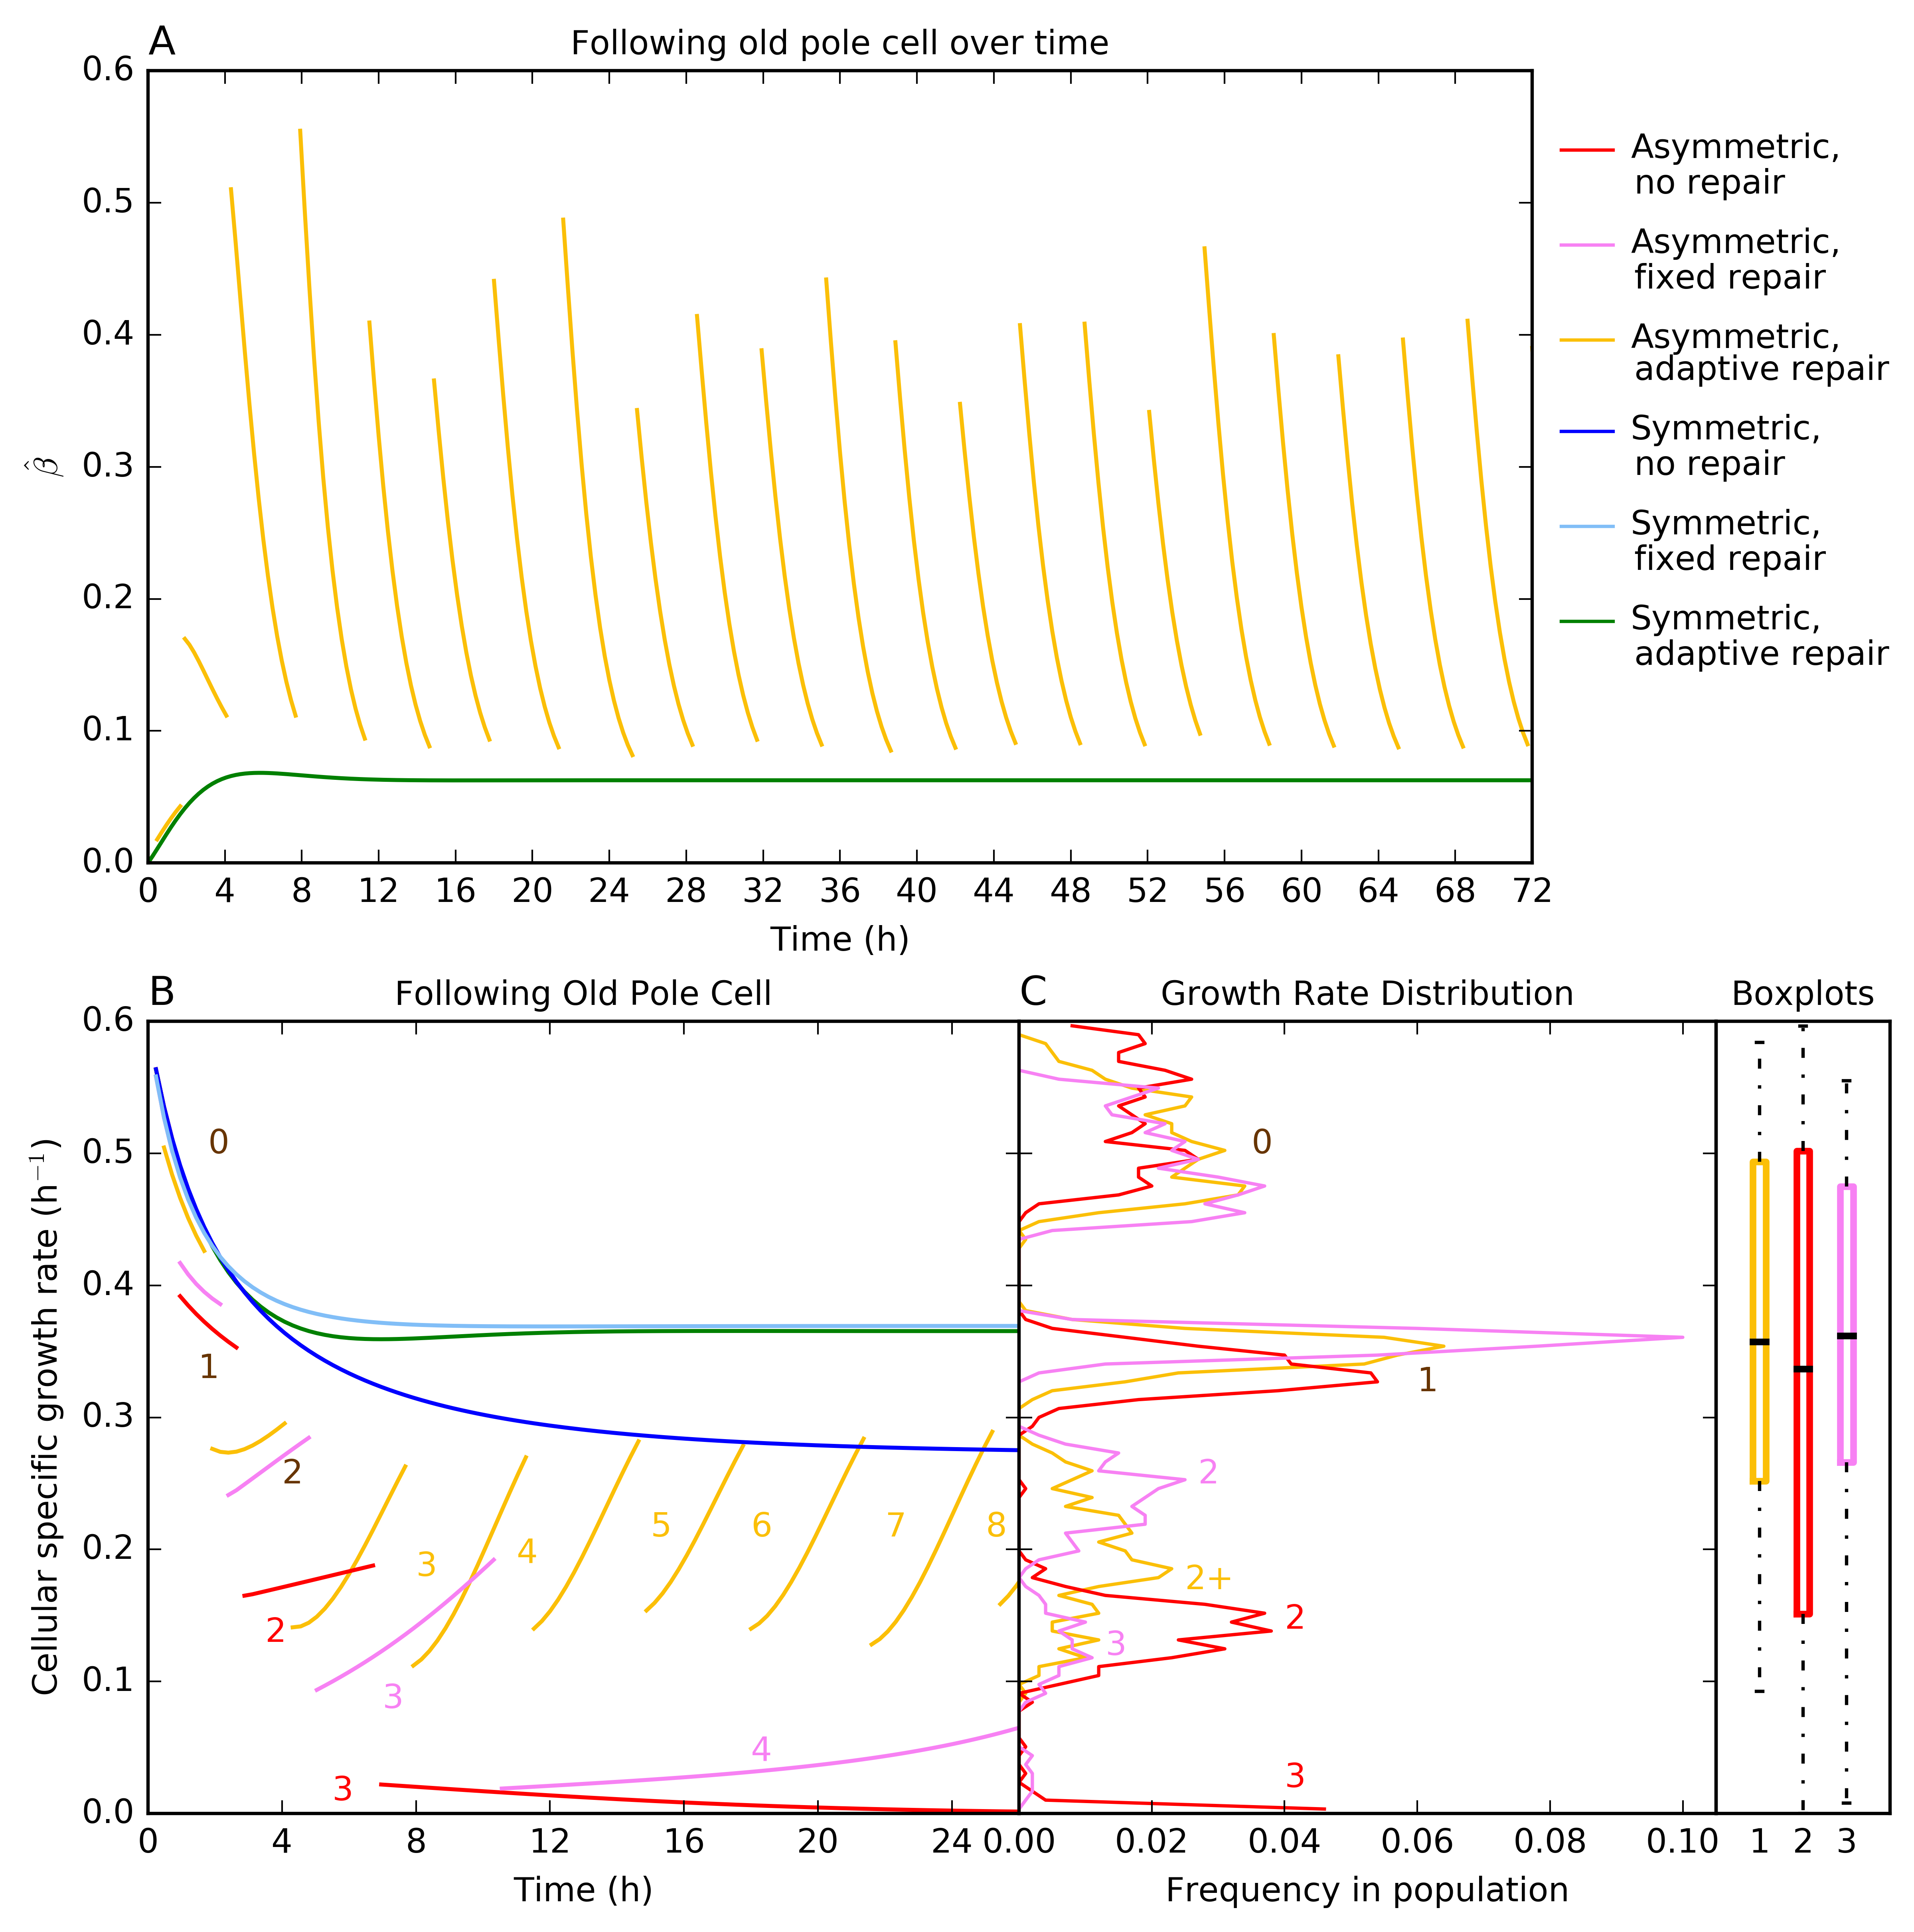 A
Following old pole cell over time
0.6
0.5
0.4
0.3
0.2
0.1
0.0
β̂
0 4 8 12 16 20 24 28 32 36 40 44 48 52 56 60 64 68 72
Time (h)
Asymmetric,
no repair
Asymmetric,
fixed repair
Asymmetric,
adaptive repair
Symmetric,
no repair
Symmetric,
fixed repair
Symmetric,
adaptive repair
B
Following Old Pole Cell
0.6
0.5
0.4
0.3
0.2
0.1
0.0
Cellular specific growth rate (h⁻¹)
0
1
2
3
4
5
6
7
8
2
3
4
3
0 4 8 12 16 20 24
Time (h)
C
Growth Rate Distribution
0
1
2
2+
2
3
3
0.00 0.02 0.04 0.06 0.08 0.10
Frequency in population
Boxplots
1 2 3